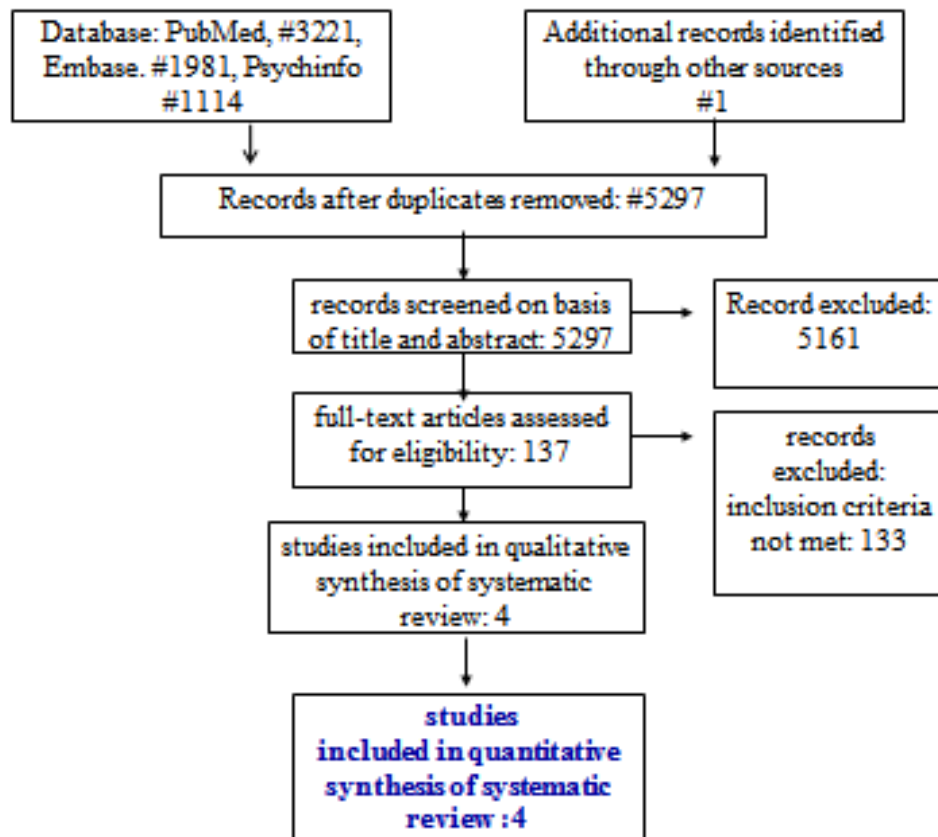 Database: PubMed, #3221,
Embase. #1981, Psychinfo
#1114
Additional records identified
through other sources
#1
Records after duplicates removed: #5297
records screened on basis
of title and abstract: 5297
Record excluded:
5161
full-text articles assessed
for eligibility: 137
records
excluded:
inclusion criteria
not met: 133
studies included in qualitative
synthesis of systematic
review: 4
studies
included in quantitative
synthesis of systematic
review :4